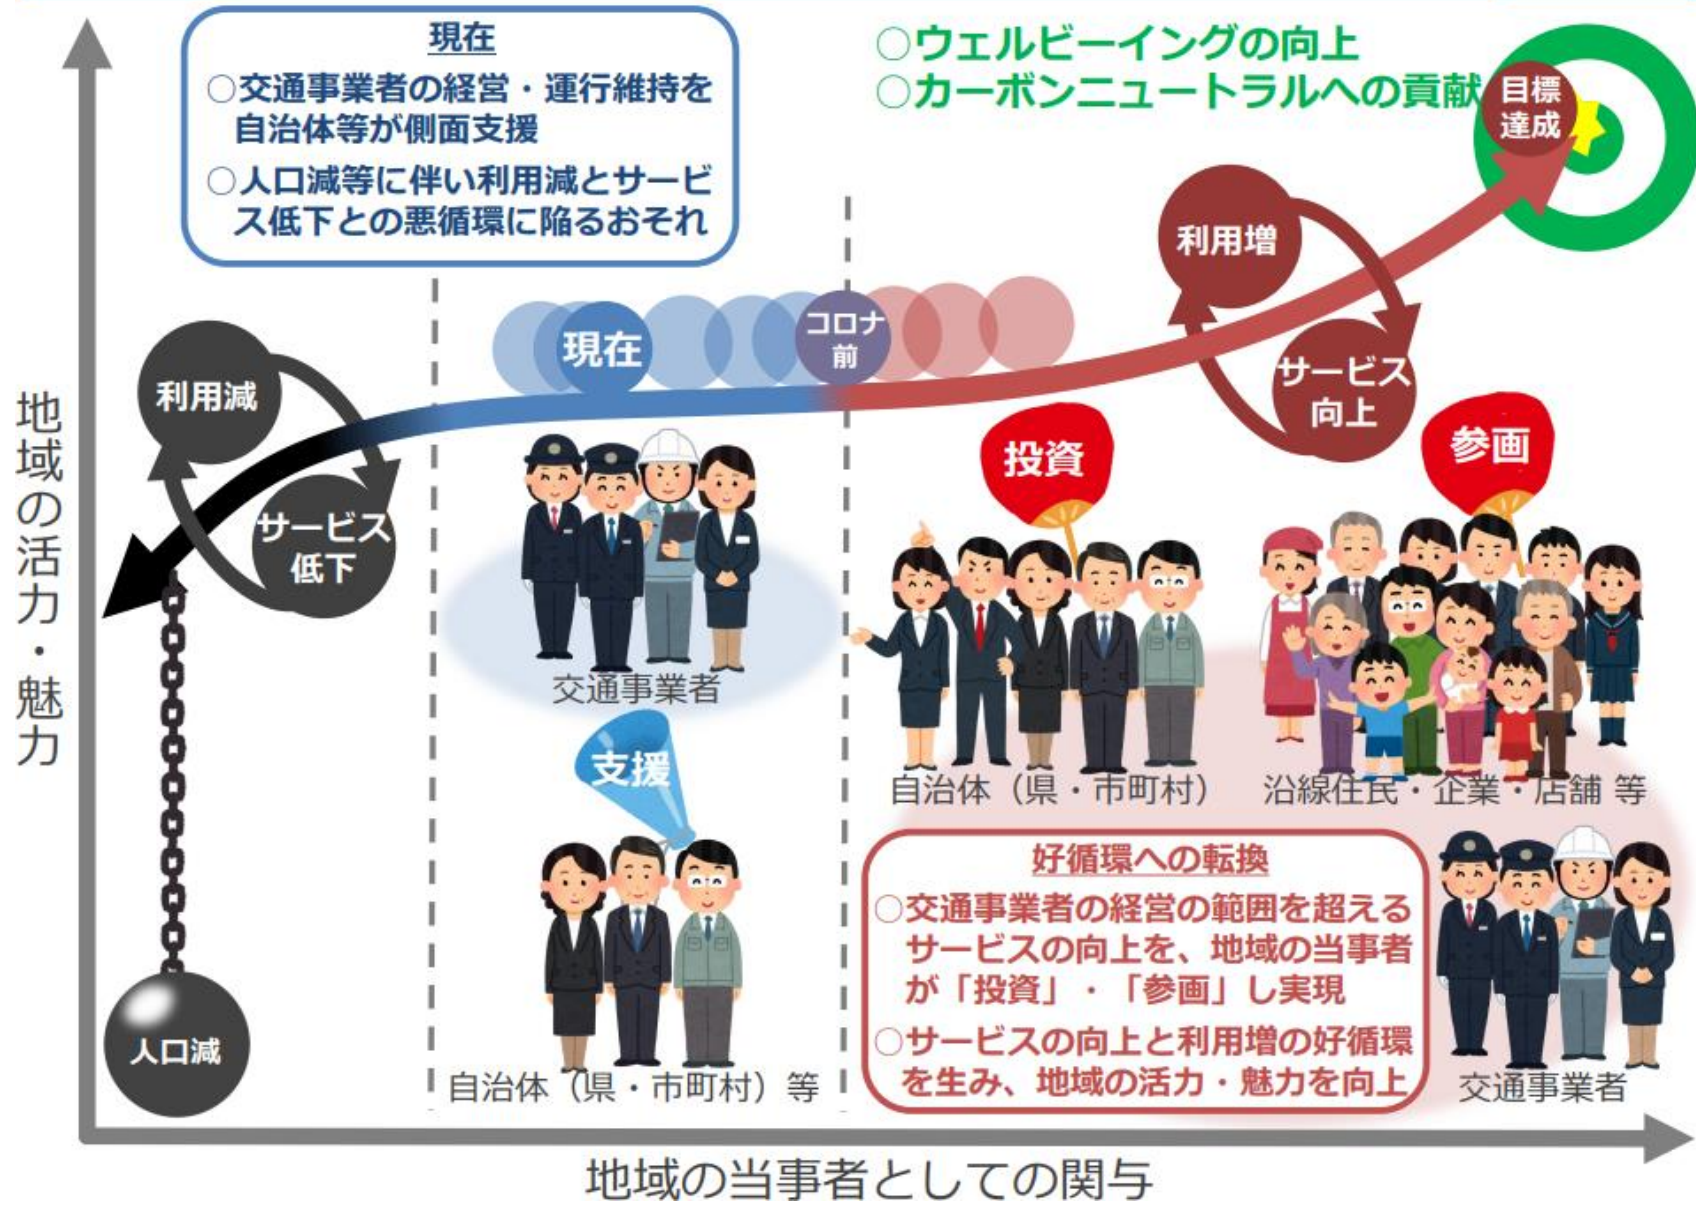 現在
○交通事業者の経営・運行維持を
自治体等が側面支援
○人口減等に伴い利用減とサービ
ス低下との悪循環に陥るおそれ
○ウェルビーイングの向上
○カーボンニュートラルへの貢献
目標
達成
利用増
サービス
向上
現在
コロナ
前
利用減
サービス
低下
地域の活力・魅力
投資
参画
交通事業者
支援
自治体（県・市町村）
沿線住民・企業・店舗 等
好循環への転換
○交通事業者の経営の範囲を超える
サービスの向上を、地域の当事者
が「投資」・「参画」し実現
○サービスの向上と利用増の好循環
を生み、地域の活力・魅力を向上
人口減
自治体（県・市町村）等
交通事業者
地域の当事者としての関与